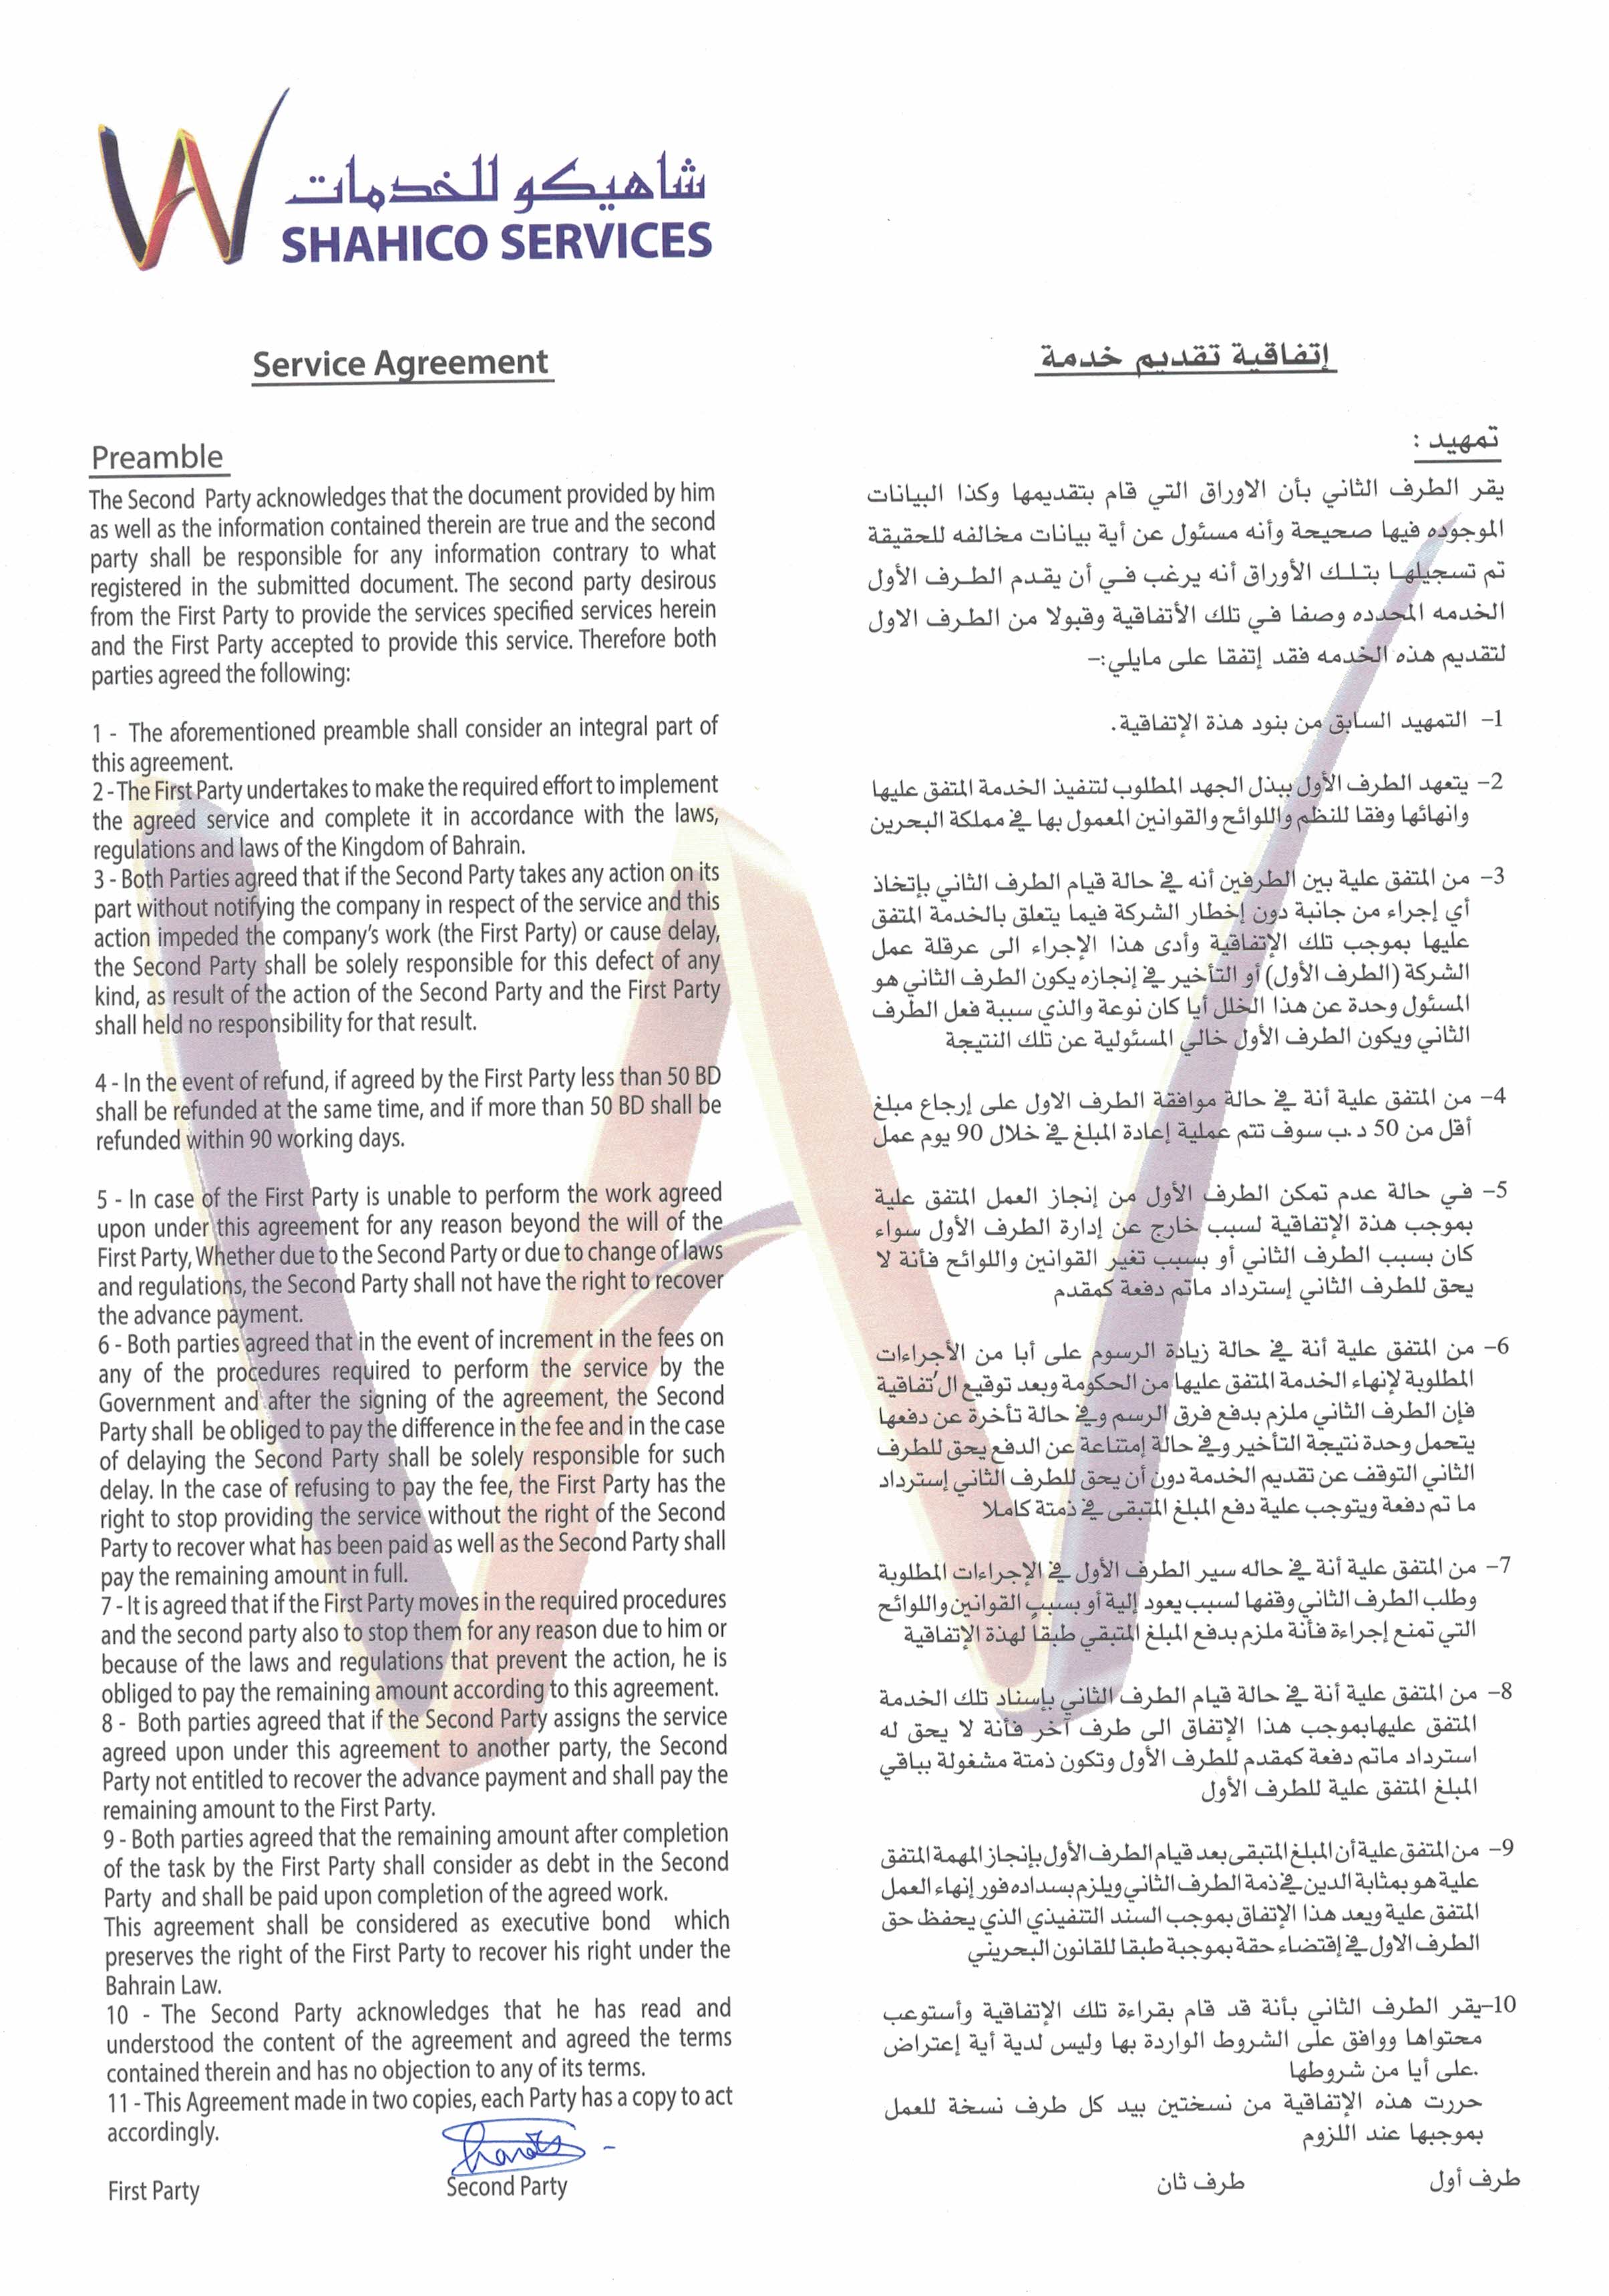 شاهيكو للخدمات
SHAHICO SERVICES
Service Agreement
Preamble
The Second Party acknowledges that the document provided by him
as well as the information contained therein are true and the second
party shall be responsible for any information contrary to what
registered in the submitted document. The second party desirous
from the First Party to provide the services specified services herein
and the First Party accepted to provide this service. Therefore both
parties agreed the following:
1 - The aforementioned preamble shall consider an integral part of
this agreement.
2 - The First Party undertakes to make the required effort to implement
the agreed service and complete it in accordance with the laws,
regulations and laws of the Kingdom of Bahrain.
3 - Both Parties agreed that if the Second Party takes any action on its
part without notifying the company in respect of the service and this
action impeded the company's work (the First Party) or cause delay,
the Second Party shall be solely responsible for this defect of any
kind, as result of the action of the Second Party and the First Party
shall held no responsibility for that result.
4 - In the event of refund, if agreed by the First Party less than 50 BD
shall be refunded at the same time, and if more than 50 BD shall be
refunded within 90 working days.
5 - In case of the First Party is unable to perform the work agreed
upon under this agreement for any reason beyond the will of the
First Party, Whether due to the Second Party or due to change of laws
and regulations, the Second Party shall not have the right to recover
the advance payment.
6 - Both parties agreed that in the event of increment in the fees on
any of the procedures required to perform the service by the
Government and after the signing of the agreement, the Second
Party shall be obliged to pay the difference in the fee and in the case
of delaying the Second Party shall be solely responsible for such
delay. In the case of refusing to pay the fee, the First Party has the
right to stop providing the service without the right of the Second
Party to recover what has been paid as well as the Second Party shall
pay the remaining amount in full.
7 - It is agreed that if the First Party moves in the required procedures
and the second party also to stop them for any reason due to him or
because of the laws and regulations that prevent the action, he is
obliged to pay the remaining amount according to this agreement.
8 - Both parties agreed that if the Second Party assigns the service
agreed upon under this agreement to another party, the Second
Party not entitled to recover the advance payment and shall pay the
remaining amount to the First Party.
9 - Both parties agreed that the remaining amount after completion
of the task by the First Party shall consider as debt in the Second
Party and shall be paid upon completion of the agreed work.
This agreement shall be considered as executive bond which
preserves the right of the First Party to recover his right under the
Bahrain Law.
10 - The Second Party acknowledges that he has read and
understood the content of the agreement and agreed the terms
contained therein and has no objection to any of its terms.
11 - This Agreement made in two copies, each Party has a copy to act
accordingly.
First Party
Second Party
إتفاقية تقديم خدمة
تمهيد :
يقر الطرف الثاني بأن الاوراق التي قام بتقديمها وكذا البيانات
الموجوده فيها صحيحة وأنه مسئول عن أية بيانات مخالفه للحقيقة
تم تسجيلها بتلك الأوراق أنه يرغب في أن يقدم الطرف الأول
الخدمه المحدده وصفا في تلك الأتفاقية وقبولا من الطرف الاول
لتقديم هذه الخدمه فقد إتفقا على مايلي:-
1- التمهيد السابق من بنود هذة الإتفاقية.
2- يتعهد الطرف الأول ببذل الجهد المطلوب لتنفيذ الخدمة المتفق عليها
وانهائها وفقا للنظم واللوائح والقوانين المعمول بها في مملكة البحرين
3- من المتفق علية بين الطرفين أنه في حالة قيام الطرف الثاني بإتخاذ
أي إجراء من جانبة دون إخطار الشركة فيما يتعلق بالخدمة المتفق
عليها بموجب تلك الإتفاقية وأدى هذا الإجراء الى عرقلة عمل
الشركة (الطرف الأول) أو التأخير في إنجازه يكون الطرف الثاني هو
المسئول وحدة عن هذا الخلل أيا كان نوعة والذي سببة فعل الطرف
الثاني ويكون الطرف الأول خالي المسئولية عن تلك النتيجة
4- من المتفق علية أنة في حالة موافقة الطرف الاول على إرجاع مبلغ
أقل من 50 د.ب سوف تتم عملية إعادة المبلغ في خلال 90 يوم عمل
5- في حالة عدم تمكن الطرف الأول من إنجاز العمل المتفق علية
بموجب هذة الإتفاقية لسبب خارج عن إدارة الطرف الأول سواء
كان بسبب الطرف الثاني أو بسبب تغير القوانين واللوائح فأنة لا
يحق للطرف الثاني إسترداد ماتم دفعة كمقدم
6- من المتفق علية أنة في حالة زيادة الرسوم على أبا من الأجراءات
المطلوبة لإنهاء الخدمة المتفق عليها من الحكومة وبعد توقيع ال ُتفاقية
فإن الطرف الثاني ملزم بدفع فرق الرسم وفي حالة تأخرة عن دفعها
يتحمل وحدة نتيجة التأخير وفي حالة إمتناعة عن الدفع يحق للطرف
الثاني التوقف عن تقديم الخدمة دون أن يحق للطرف الثاني إسترداد
ما تم دفعة ويتوجب علية دفع المبلغ المتبقى في ذمتة كاملا
7- من المتفق علية أنة في حاله سير الطرف الأول في الإجراءات المطلوبة
وطلب الطرف الثاني وقفها لسبب يعود إلية أو بسبب القوانين واللوائح
التي تمنع إجراءة فأنة ملزم بدفع المبلغ المتبقي طبقاً لهذة الإتفاقية
8- من المتفق علية أنة في حالة قيام الطرف الثاني بإسناد تلك الخدمة
المتفق عليهابموجب هذا الإتفاق الى طرف آخر فأنة لا يحق له
استرداد ماتم دفعة كمقدم للطرف الأول وتكون ذمتة مشغولة بباقي
المبلغ المتفق علية للطرف الأول
9- من المتفق علية أن المبلغ المتبقى بعد قيام الطرف الأول بإنجاز المهمة المتفق
علية هو بمثابة الدين في ذمة الطرف الثاني ويلزم بسداده فور إنهاء العمل
المتفق علية ويعد هذا الإتفاق بموجب السند التنفيذي الذي يحفظ حق
الطرف الاول في إقتضاء حقة بموجبة طبقا للقانون البحريني
10-يقر الطرف الثاني بأنة قد قام بقراءة تلك الإتفاقية وأستوعب
محتواها ووافق على الشروط الواردة بها وليس لدية أية إعتراض
.على أيا من شروطها
حررت هذه الإتفاقية من نسختين بيد كل طرف نسخة للعمل
بموجبها عند اللزوم
طرف أول
طرف ثان